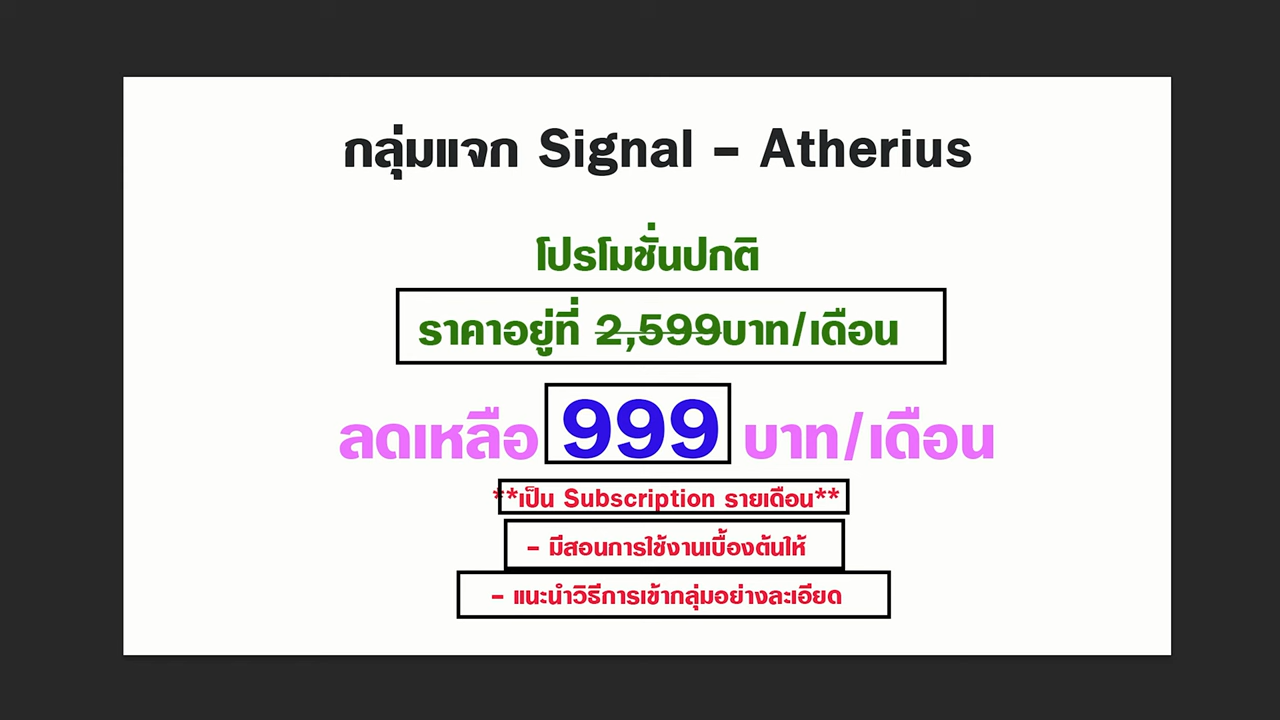 กลุ่มแจก Signal - Atherius
โปรโมชั่นปกติ
ราคาอยู่ที่ 2,599บาท/เดือน
ลดเหลือ 999 บาท/เดือน
**เป็น Subscription รายเดือน**
- มีสอนการใช้งานเบื้องต้นให้
- แนะนำวิธีการเข้ากลุ่มอย่างละเอียด